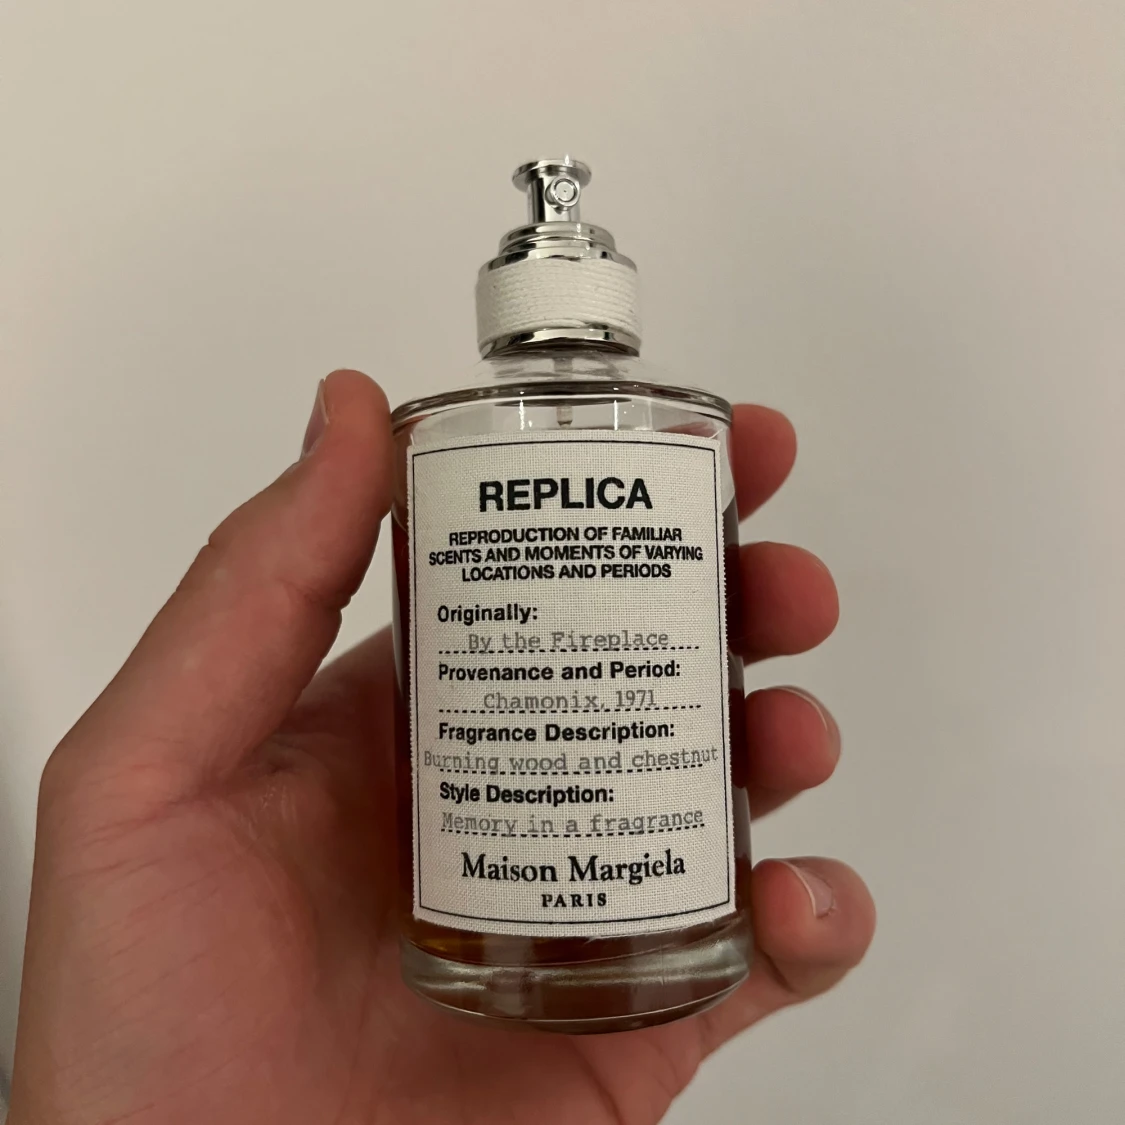 REPLICA
REPRODUCTION OF FAMILIAR
SCENTS AND MOMENTS OF VARYING
LOCATIONS AND PERIODS
Originally:
By the Fireplace
Provenance and Period:
Chamonix, 1971
Fragrance Description:
Burning wood and chestnut
Style Description:
Memory in a fragrance
Maison Margiela
PARIS